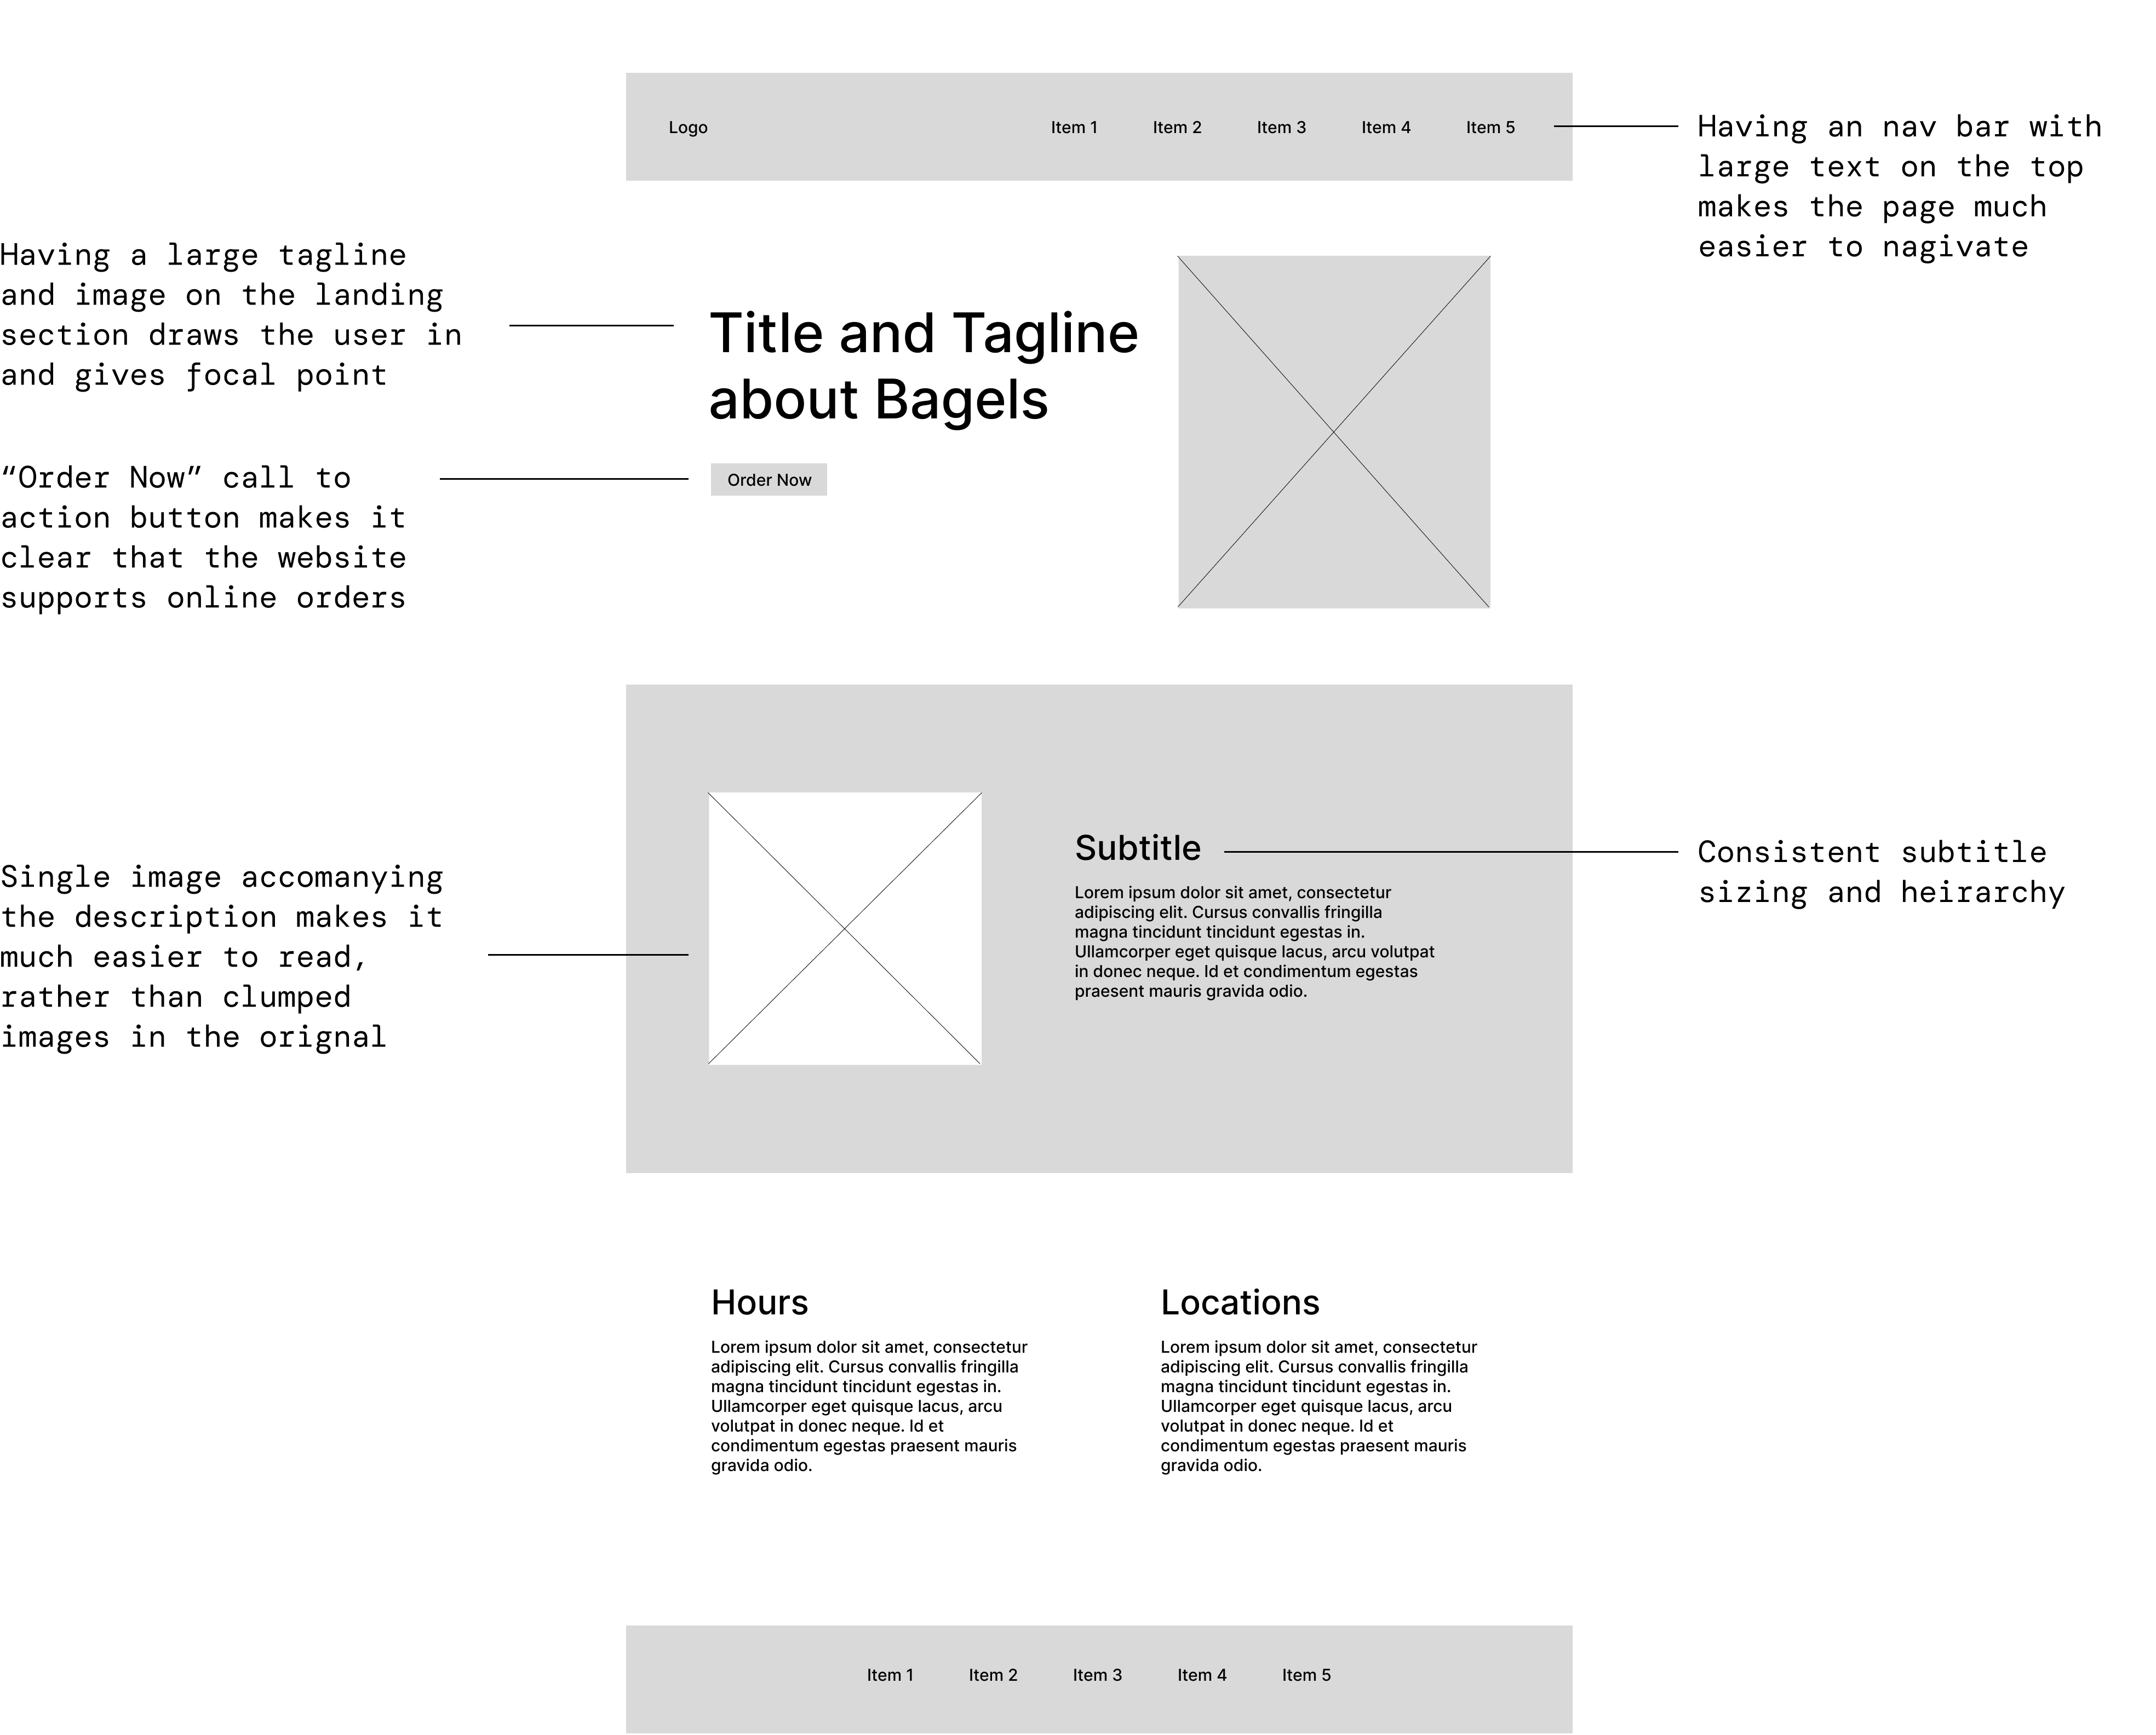 Logo
Item 1
Item 2
Item 3
Item 4
Item 5
Having an nav bar with
large text on the top
makes the page much
easier to nagivate
Having a large tagline
and image on the landing
section draws the user in
and gives focal point
Title and Tagline
about Bagels
“Order Now” call to
action button makes it
clear that the website
supports online orders
Order Now
Single image accomanying
the description makes it
much easier to read,
rather than clumped
images in the orignal
Subtitle
Lorem ipsum dolor sit amet, consectetur
adipiscing elit. Cursus convallis fringilla
magna tincidunt tincidunt egestas in.
Ullamcorper eget quisque lacus, arcu volutpat
in donec neque. Id et condimentum egestas
praesent mauris gravida odio.
Consistent subtitle
sizing and heirarchy
Hours
Lorem ipsum dolor sit amet, consectetur
adipiscing elit. Cursus convallis fringilla
magna tincidunt tincidunt egestas in.
Ullamcorper eget quisque lacus, arcu
volutpat in donec neque. Id et
condimentum egestas praesent mauris
gravida odio.
Locations
Lorem ipsum dolor sit amet, consectetur
adipiscing elit. Cursus convallis fringilla
magna tincidunt tincidunt egestas in.
Ullamcorper eget quisque lacus, arcu
volutpat in donec neque. Id et
condimentum egestas praesent mauris
gravida odio.
Item 1
Item 2
Item 3
Item 4
Item 5